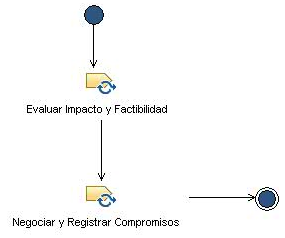 Evaluar Impacto y Factibilidad
Negociar y Registrar Compromisos